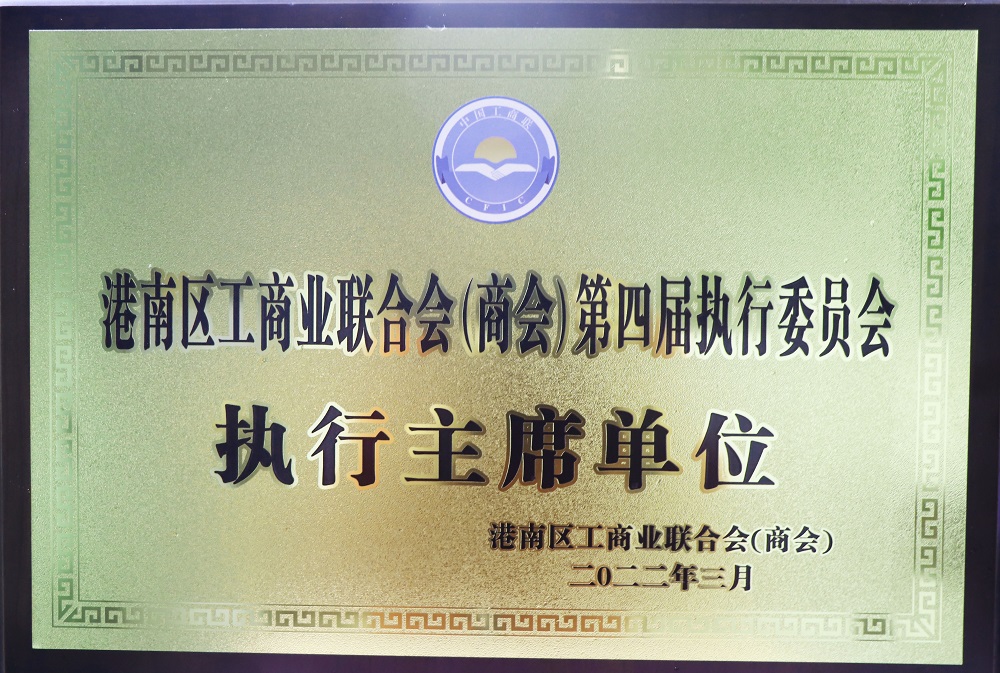 中国工商联
CFIC
港南区工商业联合会(商会)第四届执行委员会
执行主席单位
港南区工商业联合会(商会)
二0二二年三月